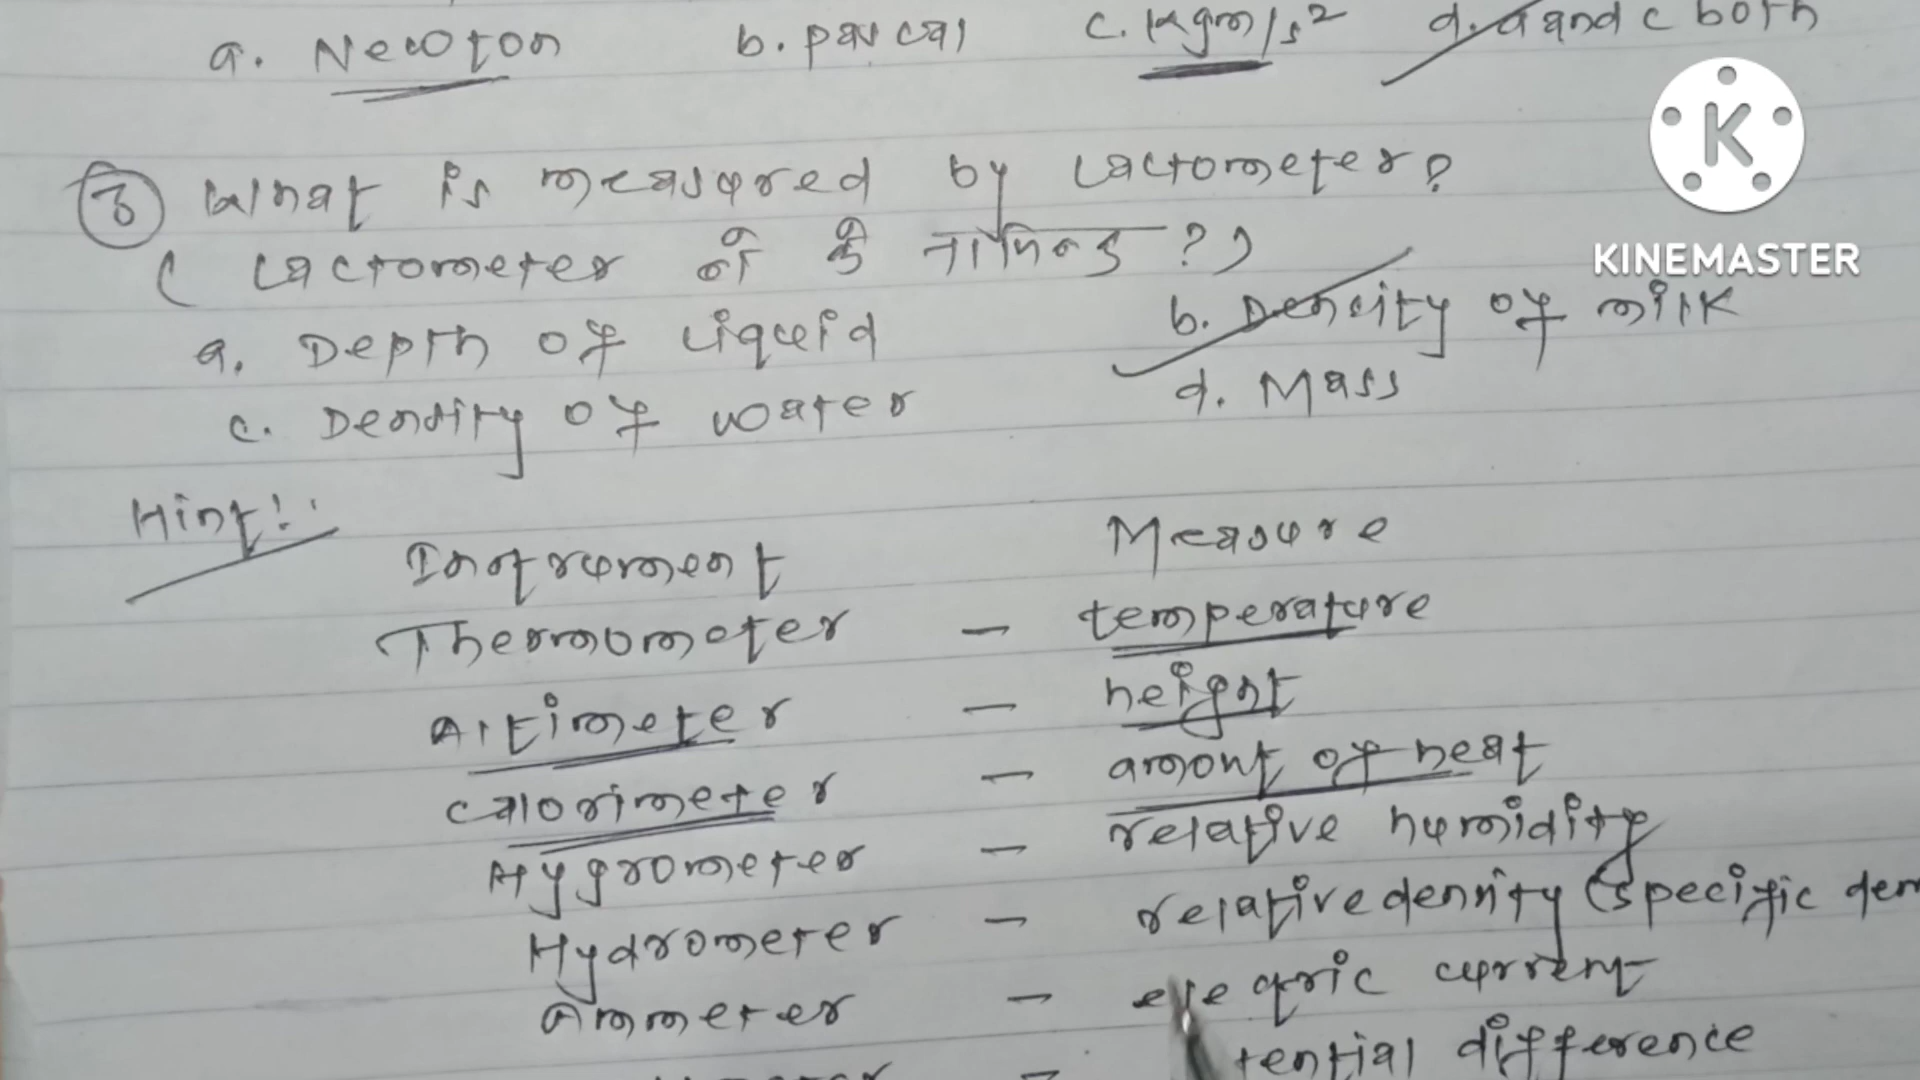 a. Newton b. pascal c. kgm/s² d. a and c both
③ What is measured by Lactometer?
( Lactometer नें के नापिन्छ ?)
a. Depth of liquid b. Density of milk
c. Density of water d. Mass
Hint:
Instrument Measure
Thermometer — temperature
Altimeter — height
calorimeter — amont of heat
Hygrometer — relative humidity
Hydrometer — relative density (specific den
Ammeter — electric current
tential difference
K
KINEMASTER